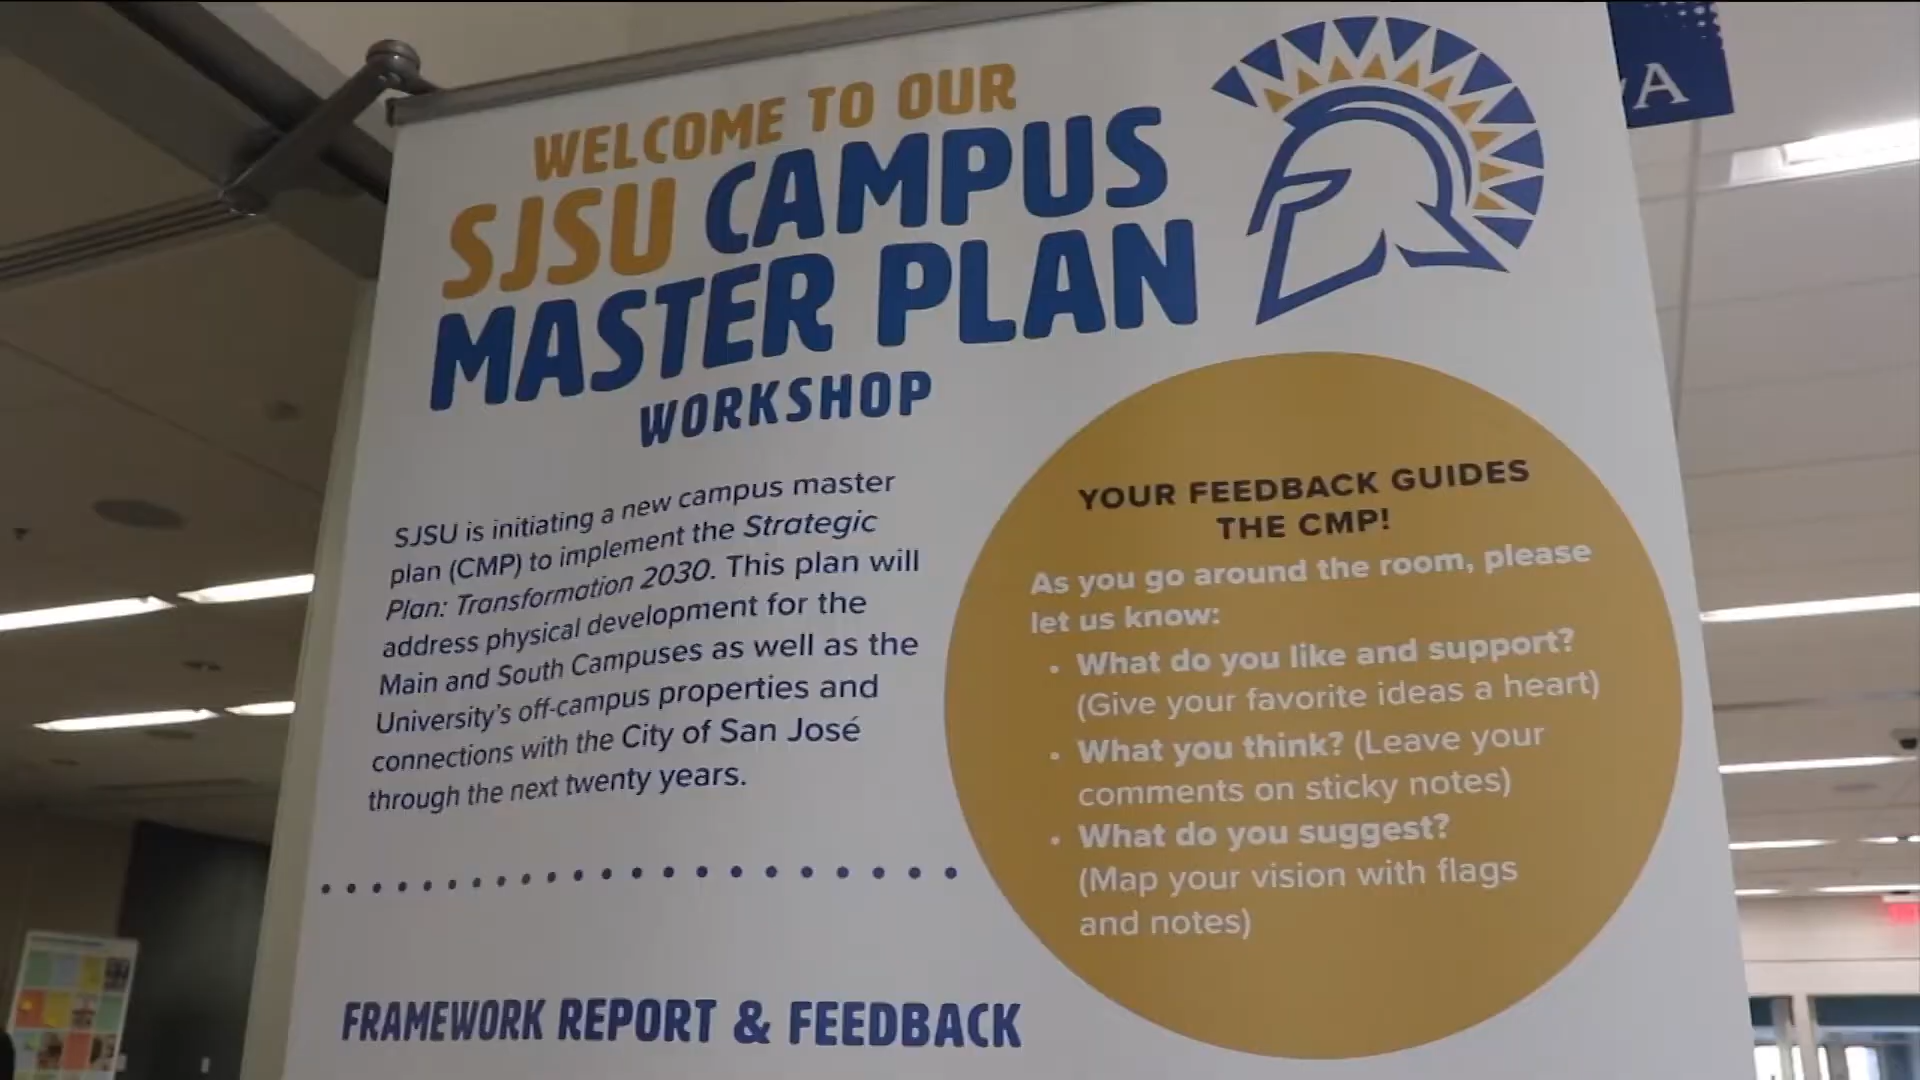 WELCOME TO OUR
SJSU CAMPUS
MASTER PLAN
WORKSHOP
SJSU is initiating a new campus master
plan (CMP) to implement the Strategic
Plan: Transformation 2030. This plan will
address physical development for the
Main and South Campuses as well as the
University's off-campus properties and
connections with the City of San José
through the next twenty years.
FRAMEWORK REPORT & FEEDBACK
YOUR FEEDBACK GUIDES
THE CMP!
As you go around the room, please
let us know:
• What do you like and support?
(Give your favorite ideas a heart)
• What you think? (Leave your
comments on sticky notes)
• What do you suggest?
(Map your vision with flags
and notes)